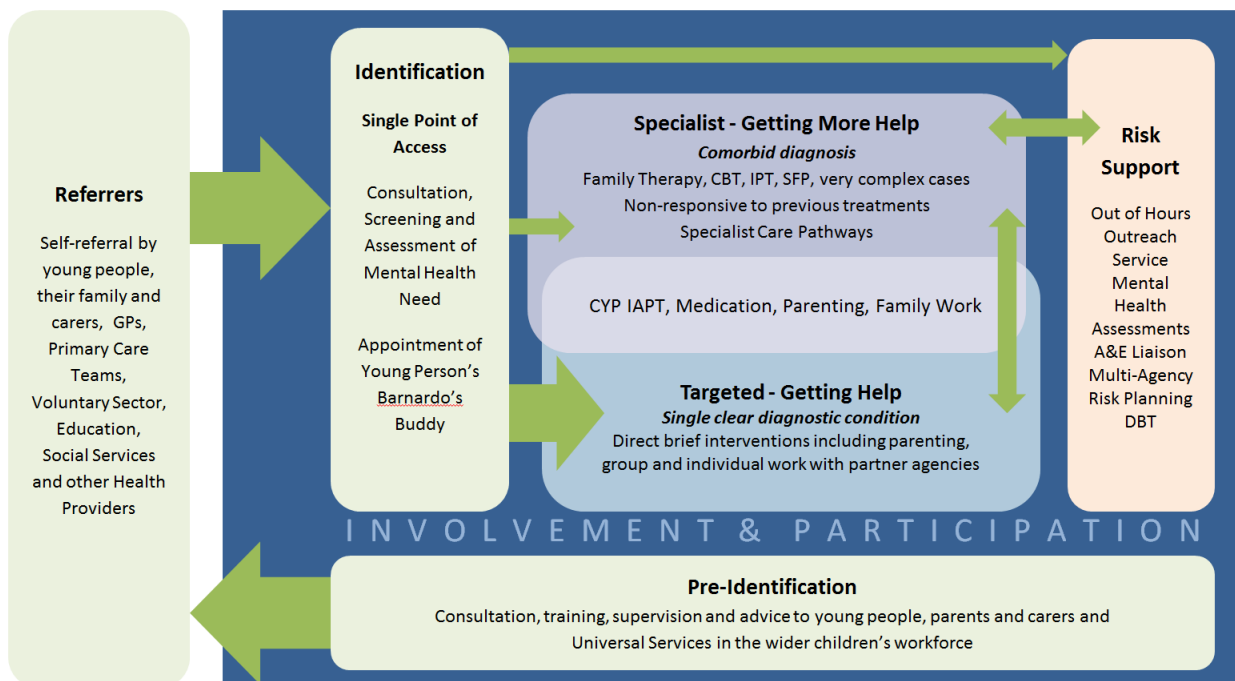 Referrers
Self-referral by
young people,
their family and
carers,  GPs,
Primary Care
Teams,
Voluntary Sector,
Education,
Social Services
and other Health
Providers
Identification
Single Point of
Access
Consultation,
Screening and
Assessment of
Mental Health
Need
Appointment of
Young Person's
Barnardo's
Buddy
Specialist - Getting More Help
Comorbid diagnosis
Family Therapy, CBT, IPT, SFP, very complex cases
Non-responsive to previous treatments
Specialist Care Pathways
CYP IAPT, Medication, Parenting, Family Work
Targeted - Getting Help
Single clear diagnostic condition
Direct brief interventions including parenting,
group and individual work with partner agencies
Risk
Support
Out of Hours
Outreach
Service
Mental
Health
Assessments
A&E Liaison
Multi-Agency
Risk Planning
DBT
INVOLVEMENT & PARTICIPATION
Pre-Identification
Consultation, training, supervision and advice to young people, parents and carers and
Universal Services in the wider children's workforce